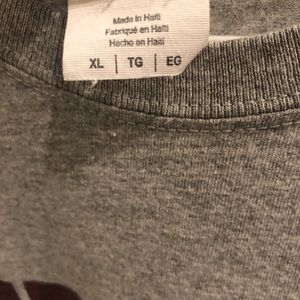 Made in Haiti
Fabriqué en Haïti
Hecho en Haití
XL | TG | EG